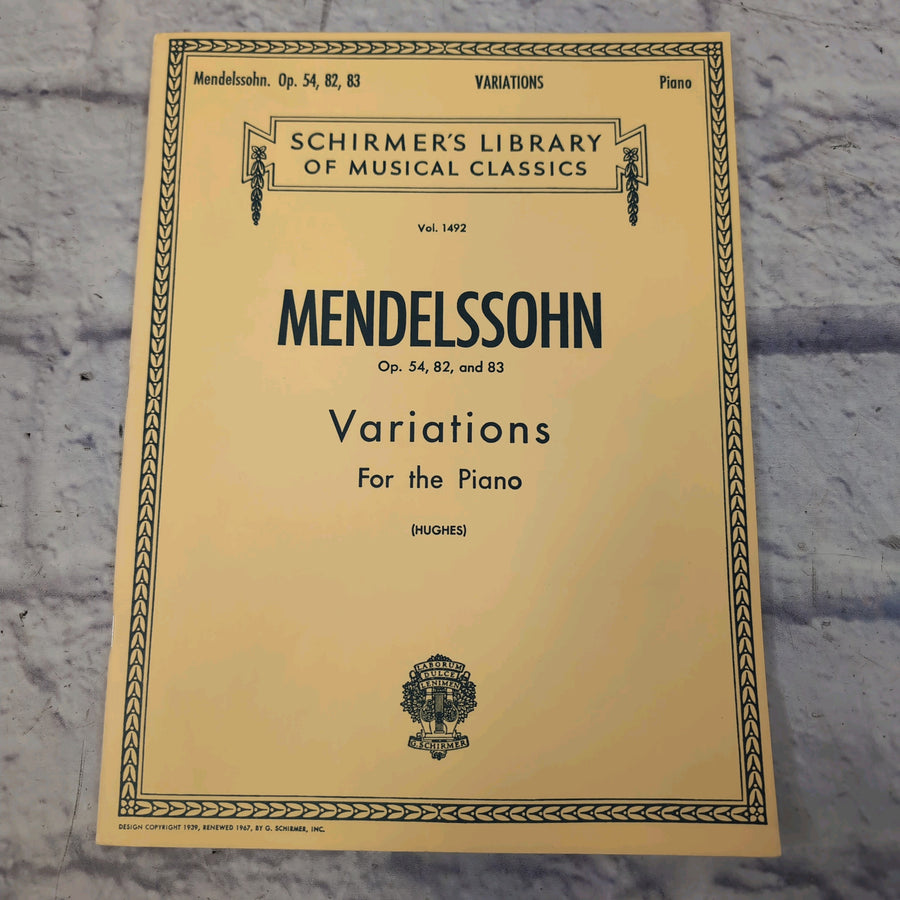 Mendelssohn. Op. 54, 82, 83 VARIATIONS Piano
SCHIRMER'S LIBRARY
OF MUSICAL CLASSICS
Vol. 1492
MENDELSSOHN
Op. 54, 82, and 83
Variations
For the Piano
(HUGHES)
LABORUM
DULCE
LENIMEN
G. SCHIRMER
DESIGN COPYRIGHT 1939, RENEWED 1967, BY G. SCHIRMER, INC.